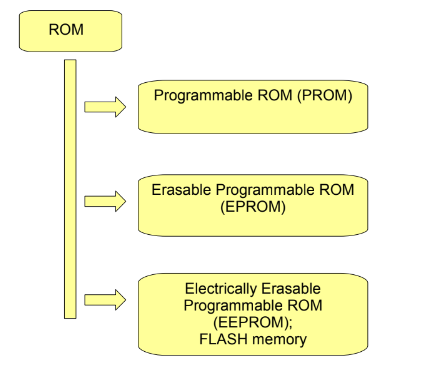 ROM
Programmable ROM (PROM)
Erasable Programmable ROM
(EPROM)
Electrically Erasable
Programmable ROM
(EEPROM);
FLASH memory